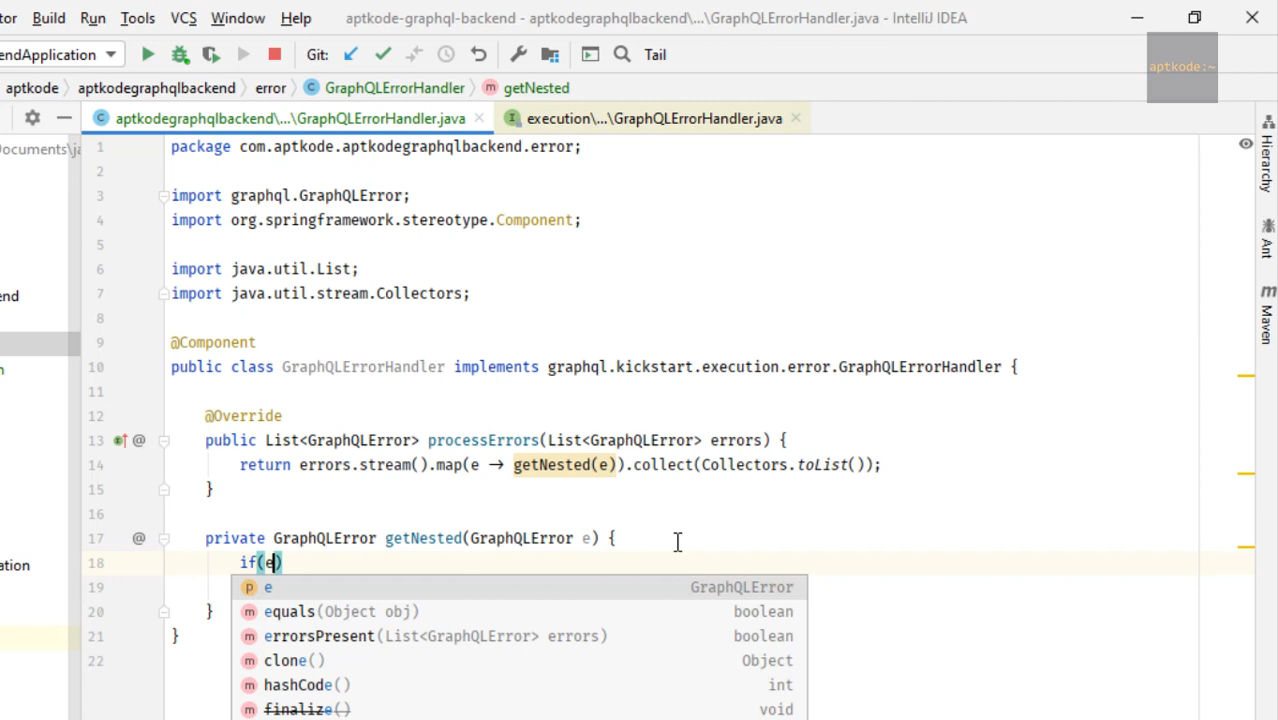 tor Build Run Tools VCS Window Help aptkode-graphql-backend - aptkodegraphqlbackend\...\GraphQLErrorHandler.java - IntelliJ IDEA
endApplication Git: Tail
aptkode:~
aptkode aptkodegraphqlbackend error GraphQLErrorHandler getNested
aptkodegraphqlbackend\...\GraphQLErrorHandler.java execution\...\GraphQLErrorHandler.java
ocuments\ja
end
n
ation
1 package com.aptkode.aptkodegraphqlbackend.error;
2
3 import graphql.GraphQLError;
4 import org.springframework.stereotype.Component;
5
6 import java.util.List;
7 import java.util.stream.Collectors;
8
9 @Component
10 public class GraphQLErrorHandler implements graphql.kickstart.execution.error.GraphQLErrorHandler {
11
12 @Override
13 public List<GraphQLError> processErrors(List<GraphQLError> errors) {
14 return errors.stream().map(e → getNested(e)).collect(Collectors.toList());
15 }
16
17 private GraphQLError getNested(GraphQLError e) {
18 if(e)
19
20 }
21 }
22
e GraphQLError
equals(Object obj) boolean
errorsPresent(List<GraphQLError> errors) boolean
clone() Object
hashCode() int
finalize() void
Hierarchy
Ant
Maven